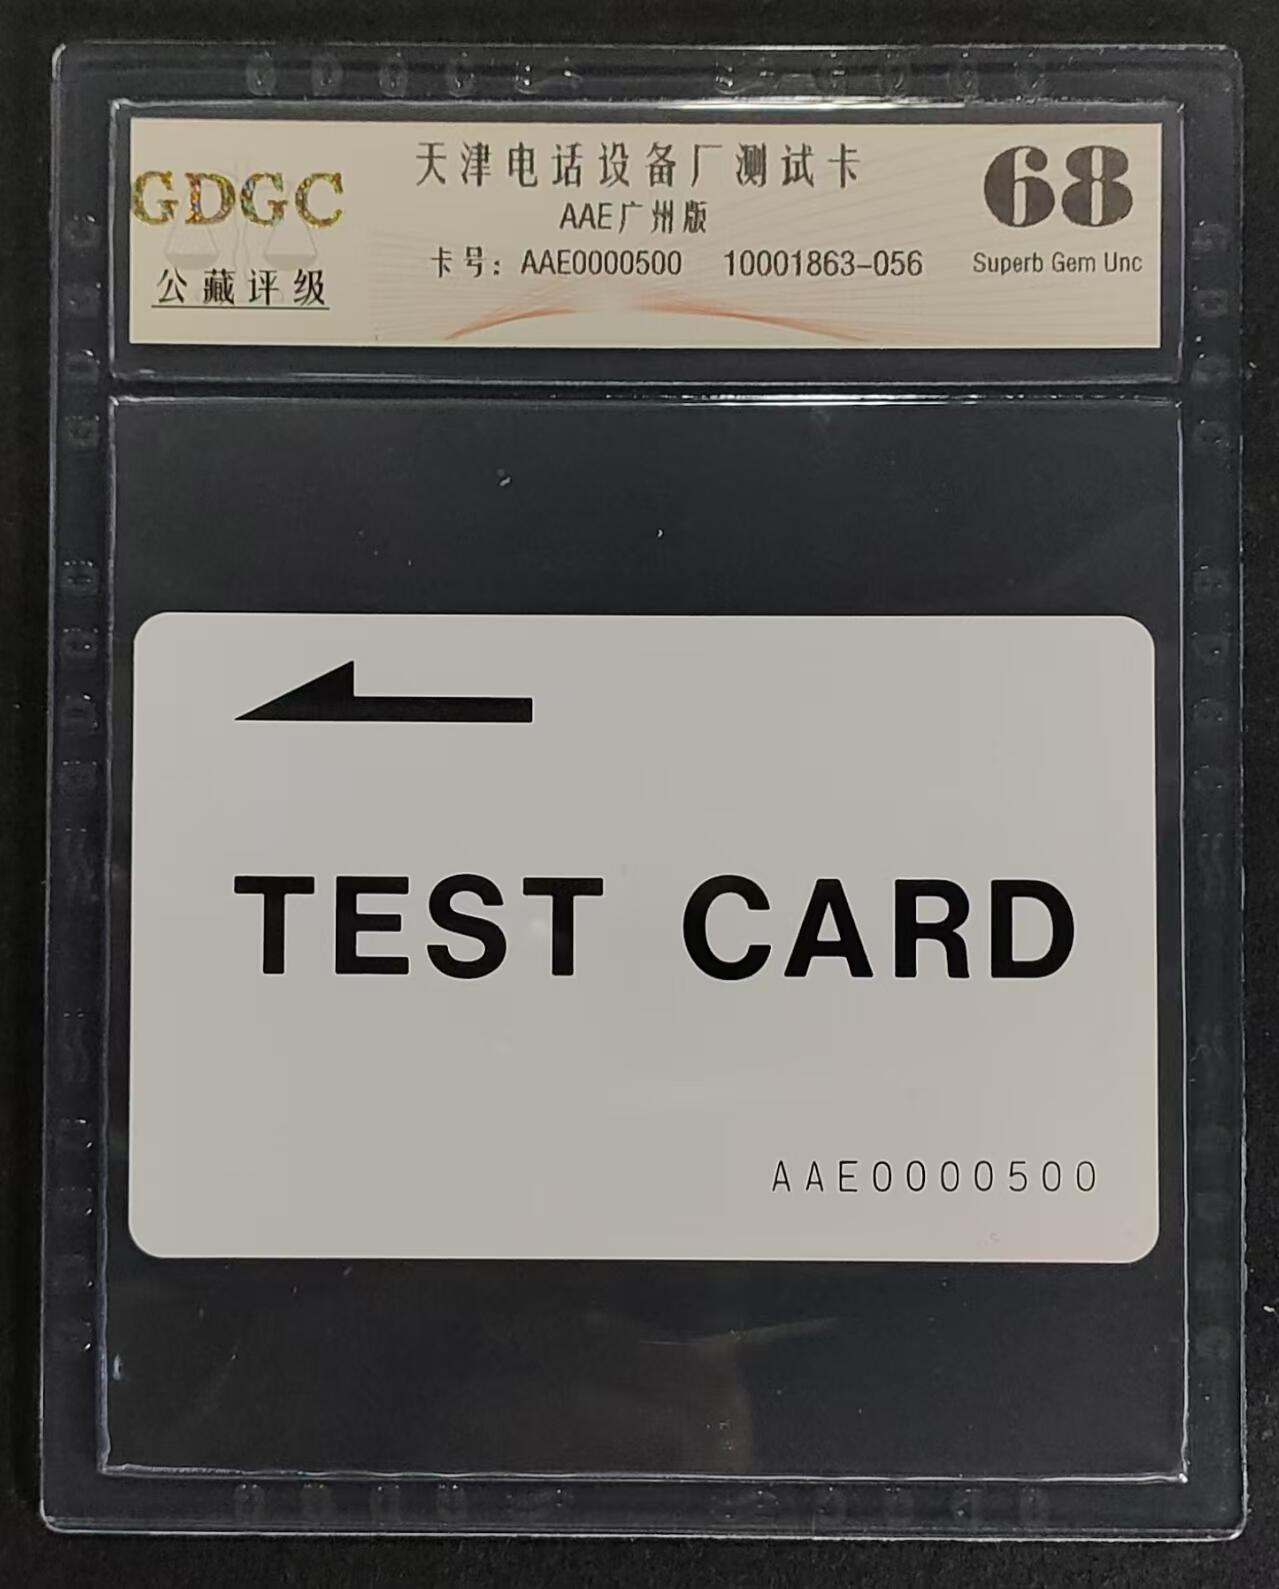 GDGC
公藏评级
天津电话设备厂测试卡
AAE广州版
卡号：AAE0000500 10001863-056
68
Superb Gem Unc
TEST CARD
AAE0000500